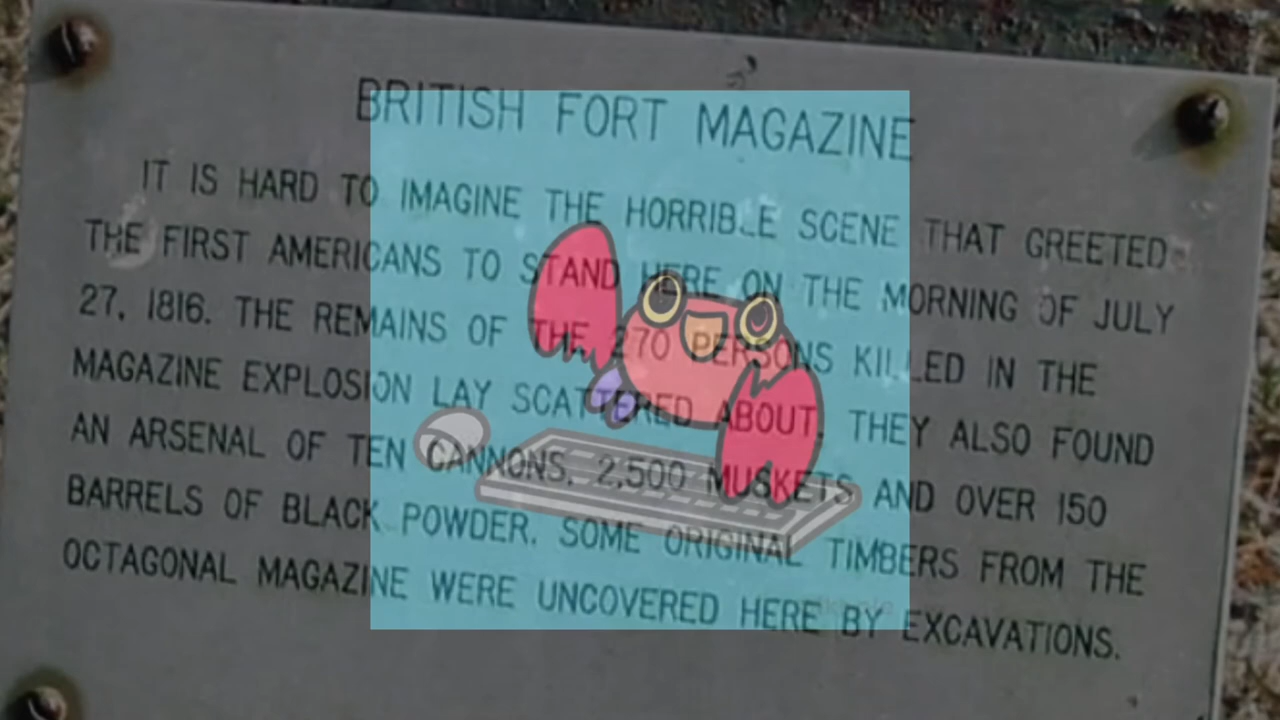 BRITISH FORT MAGAZINE
IT IS HARD TO IMAGINE THE HORRIBLE SCENE THAT GREETED
THE FIRST AMERICANS TO STAND HERE ON THE MORNING OF JULY
27, 1816. THE REMAINS OF THE 270 PERSONS KILLED IN THE
MAGAZINE EXPLOSION LAY SCATTERED ABOUT. THEY ALSO FOUND
AN ARSENAL OF TEN CANNONS, 2,500 MUSKETS AND OVER 150
BARRELS OF BLACK POWDER. SOME ORIGINAL TIMBERS FROM THE
OCTAGONAL MAGAZINE WERE UNCOVERED HERE BY EXCAVATIONS.